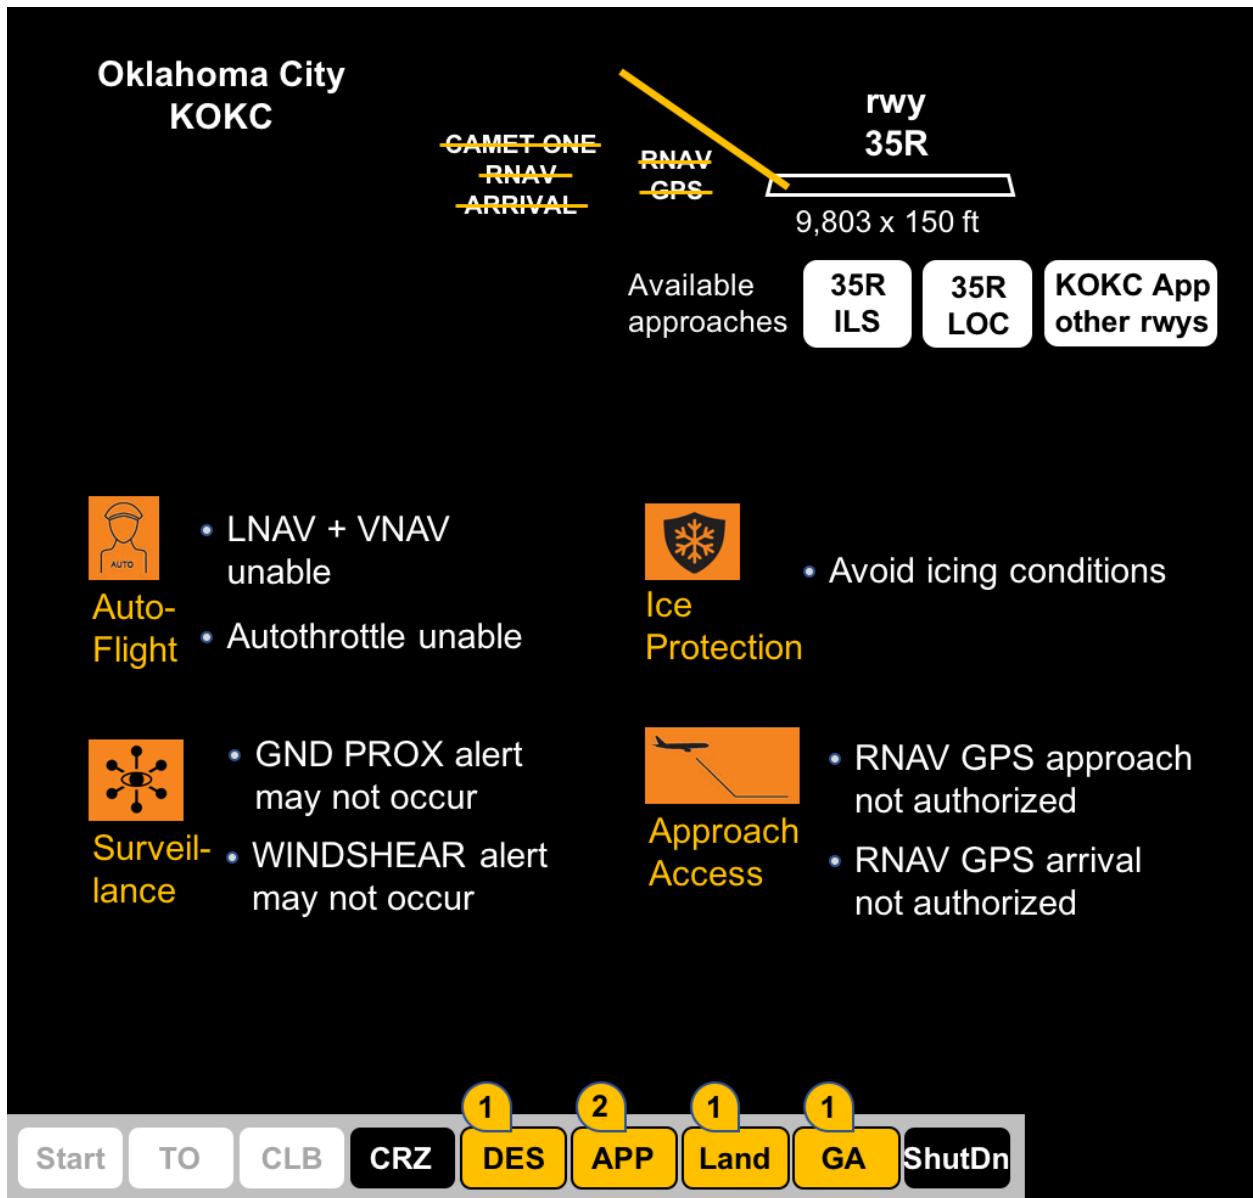 Oklahoma City
KOKC
CAMET ONE
RNAV
ARRIVAL
RNAV
GPS
rwy
35R
9,803 x 150 ft
Available
approaches
35R
ILS
35R
LOC
KOKC App
other rwys
AUTO
Auto-
Flight
• LNAV + VNAV
unable
• Autothrottle unable
Ice
Protection
• Avoid icing conditions
Surveil-
lance
• GND PROX alert
may not occur
• WINDSHEAR alert
may not occur
Approach
Access
• RNAV GPS approach
not authorized
• RNAV GPS arrival
not authorized
1 2 1 1
Start TO CLB CRZ DES APP Land GA ShutDn